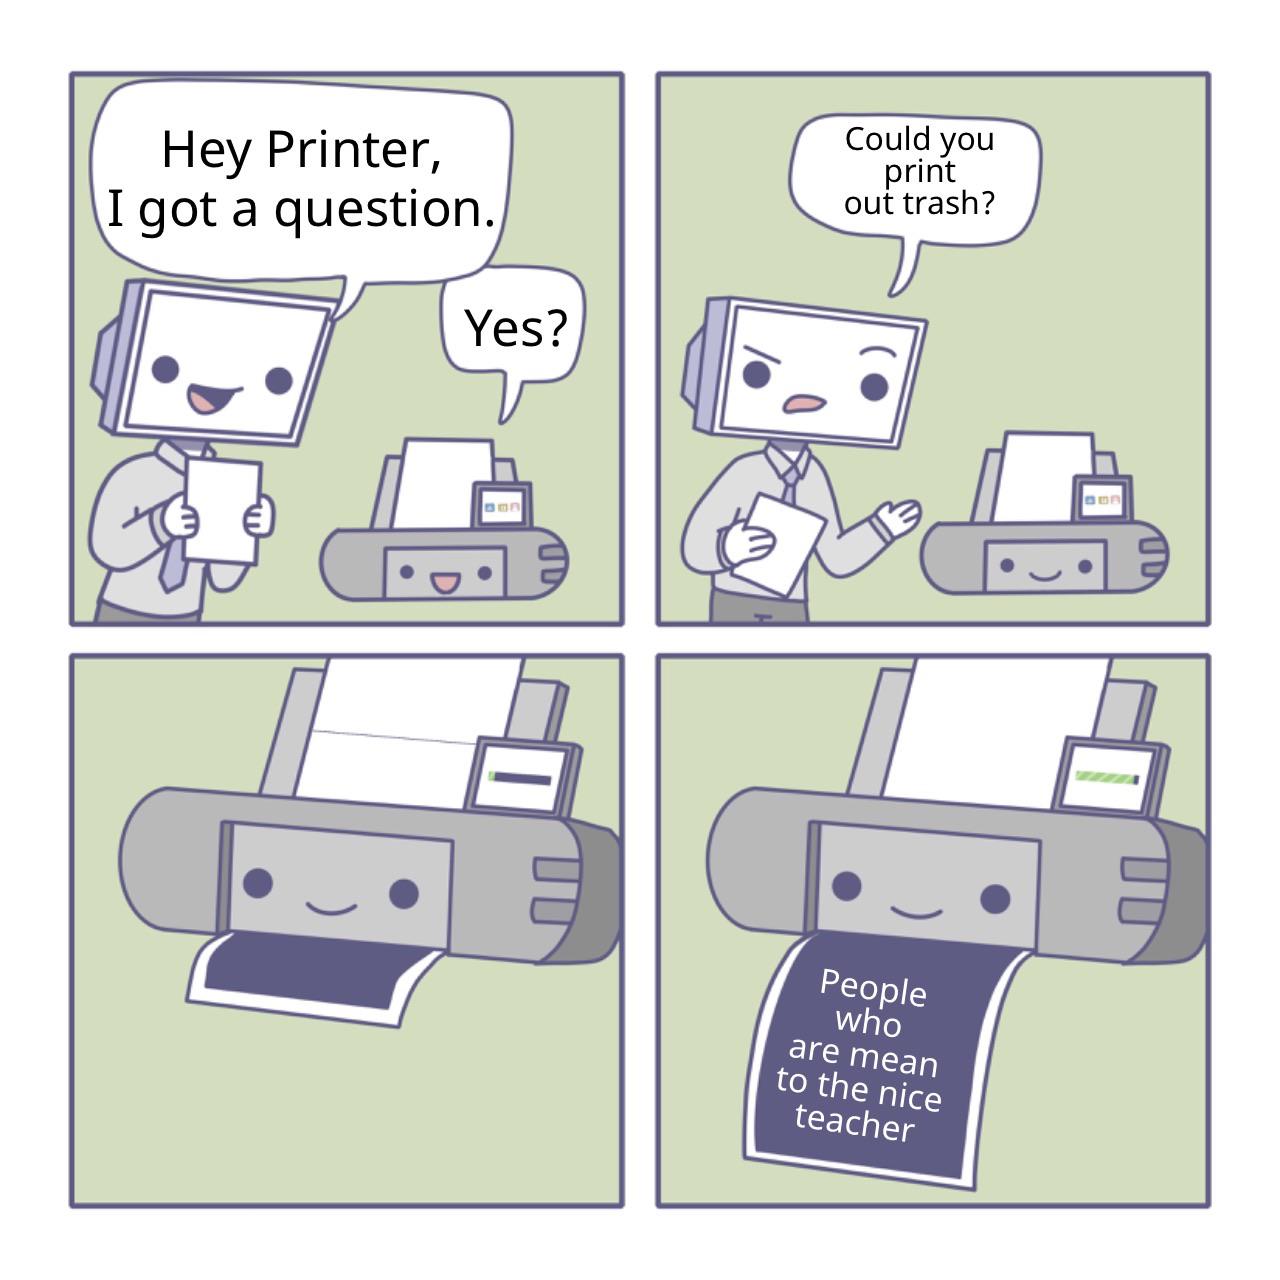 Hey Printer,
I got a question.
Yes?
Could you
print
out trash?
People
who
are mean
to the nice
teacher